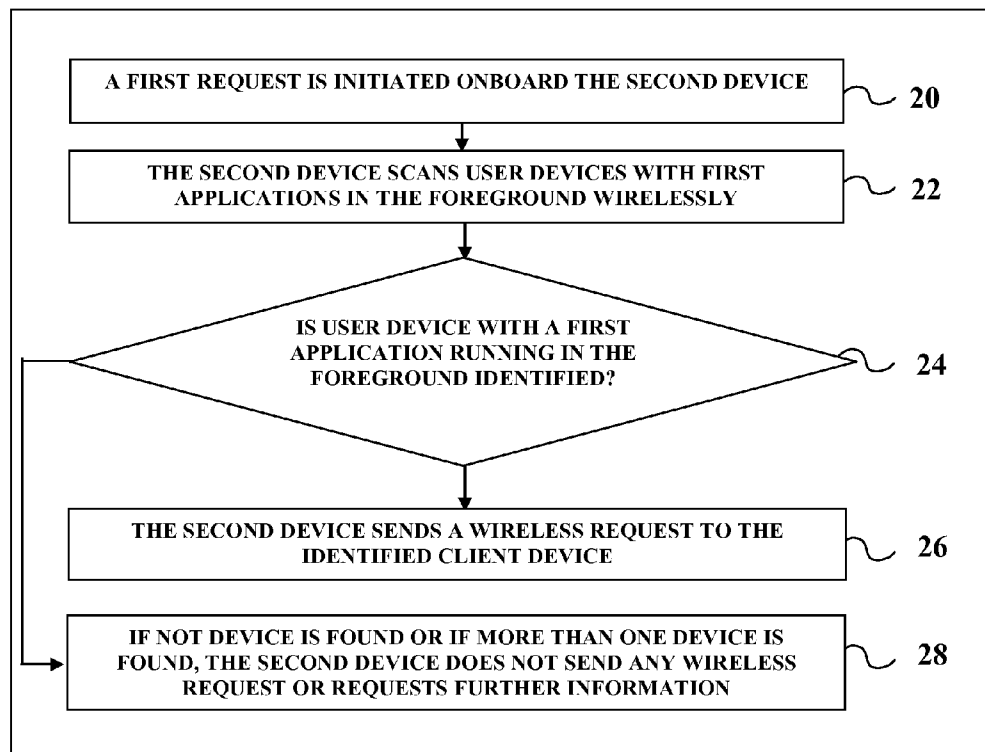 A FIRST REQUEST IS INITIATED ONBOARD THE SECOND DEVICE
20
THE SECOND DEVICE SCANS USER DEVICES WITH FIRST
APPLICATIONS IN THE FOREGROUND WIRELESSLY
22
IS USER DEVICE WITH A FIRST
APPLICATION RUNNING IN THE
FOREGROUND IDENTIFIED?
24
THE SECOND DEVICE SENDS A WIRELESS REQUEST TO THE
IDENTIFIED CLIENT DEVICE
26
IF NOT DEVICE IS FOUND OR IF MORE THAN ONE DEVICE IS
FOUND, THE SECOND DEVICE DOES NOT SEND ANY WIRELESS
REQUEST OR REQUESTS FURTHER INFORMATION
28